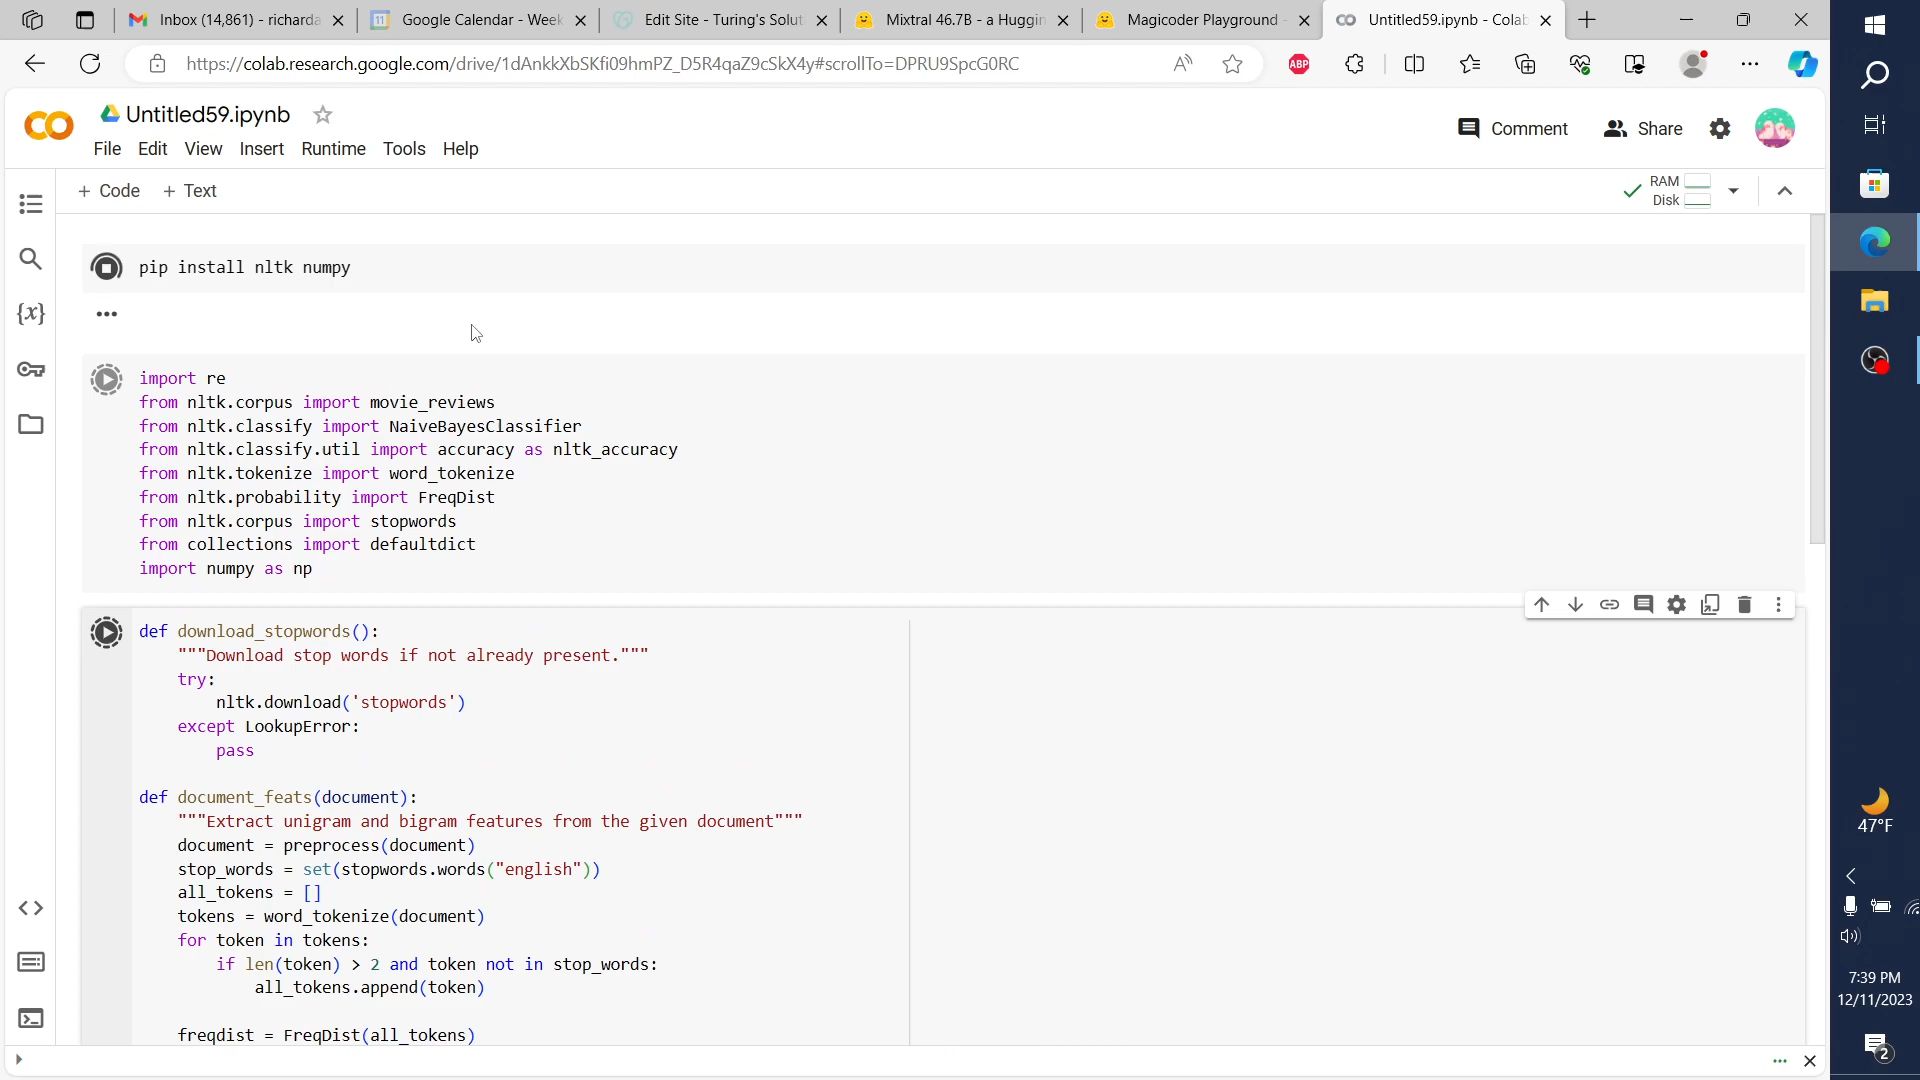 Inbox (14,861) - richarda
Google Calendar - Week
Edit Site - Turing's Solut
Mixtral 46.7B - a Huggin
Magicoder Playground -
Untitled59.ipynb - Colab
https://colab.research.google.com/drive/1dAnkkXbSKfi09hmPZ_D5R4qaZ9cSkX4y#scrollTo=DPRU9SpcG0RC
ABP
Untitled59.ipynb
Comment
Share
File Edit View Insert Runtime Tools Help
+ Code + Text
RAM
Disk
pip install nltk numpy
import re
from nltk.corpus import movie_reviews
from nltk.classify import NaiveBayesClassifier
from nltk.classify.util import accuracy as nltk_accuracy
from nltk.tokenize import word_tokenize
from nltk.probability import FreqDist
from nltk.corpus import stopwords
from collections import defaultdict
import numpy as np
def download_stopwords():
"""Download stop words if not already present."""
try:
nltk.download('stopwords')
except LookupError:
pass
def document_feats(document):
"""Extract unigram and bigram features from the given document"""
document = preprocess(document)
stop_words = set(stopwords.words("english"))
all_tokens = []
tokens = word_tokenize(document)
for token in tokens:
if len(token) > 2 and token not in stop_words:
all_tokens.append(token)
freqdist = FreqDist(all_tokens)
47°F
7:39 PM
12/11/2023
2